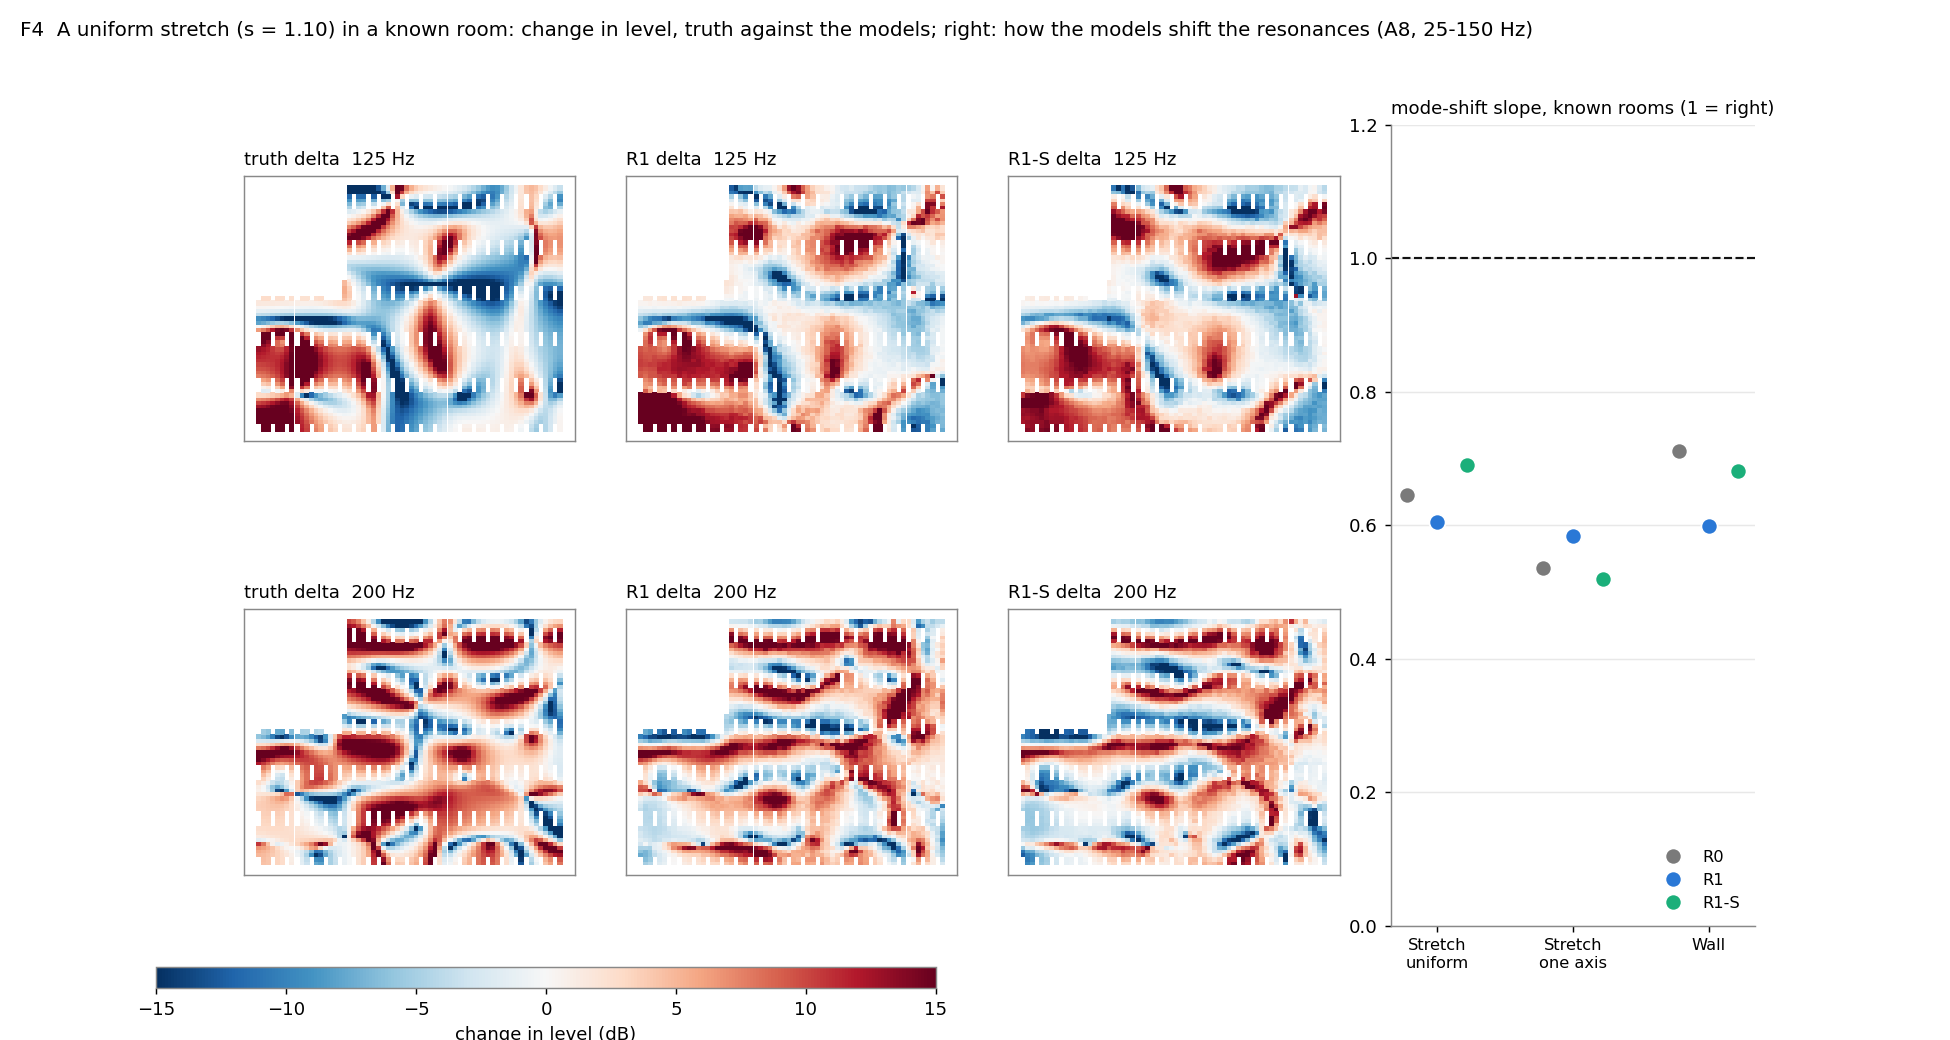 F4  A uniform stretch (s = 1.10) in a known room: change in level, truth against the models; right: how the models shift the resonances (A8, 25-150 Hz)
truth delta  125 Hz
R1 delta  125 Hz
R1-S delta  125 Hz
truth delta  200 Hz
R1 delta  200 Hz
R1-S delta  200 Hz
−15
−10
−5
0
5
10
15
change in level (dB)
mode-shift slope, known rooms (1 = right)
1.2
1.0
0.8
0.6
0.4
0.2
0.0
R0
R1
R1-S
Stretch
uniform
Stretch
one axis
Wall